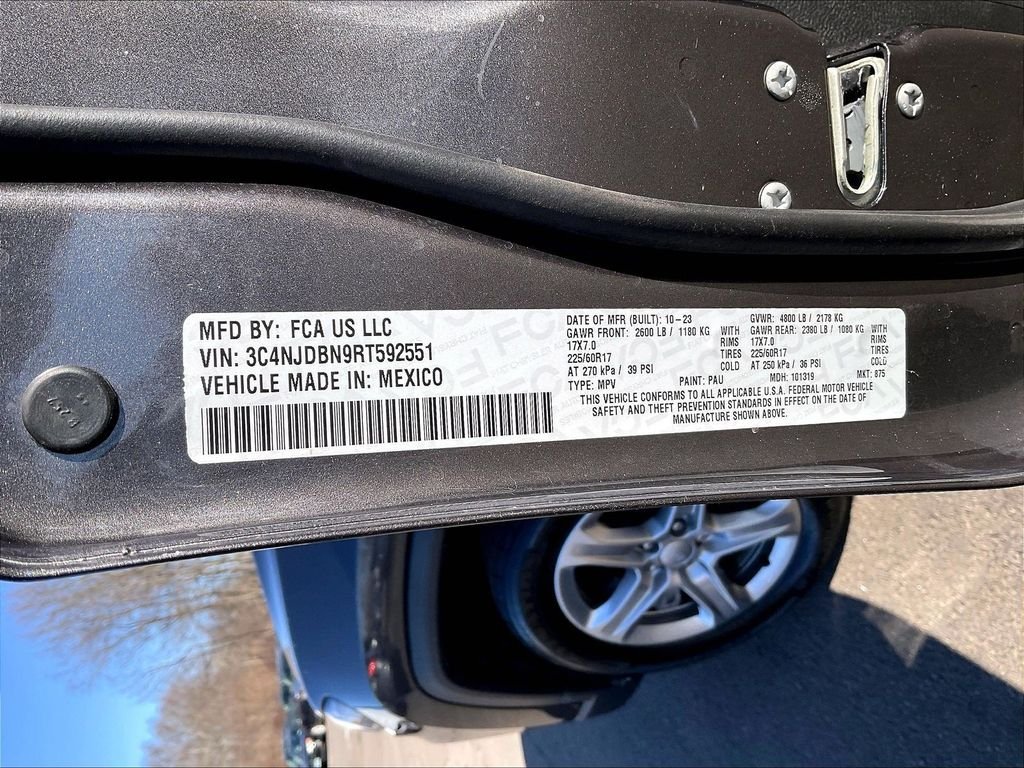 MFD BY: FCA US LLC
VIN: 3C4NJDBN9RT592551
VEHICLE MADE IN: MEXICO
DATE OF MFR (BUILT): 10-23 GVWR: 4800 LB / 2178 KG
GAWR FRONT: 2600 LB / 1180 KG WITH GAWR REAR: 2380 LB / 1080 KG WITH
17X7.0 RIMS 17X7.0 RIMS
225/60R17 TIRES 225/60R17 TIRES
AT 270 kPa / 39 PSI COLD AT 250 kPa / 36 PSI COLD
TYPE: MPV PAINT: PAU MDH: 101319 MKT: 875
THIS VEHICLE CONFORMS TO ALL APPLICABLE U.S.A. FEDERAL MOTOR VEHICLE
SAFETY AND THEFT PREVENTION STANDARDS IN EFFECT ON THE DATE OF
MANUFACTURE SHOWN ABOVE.